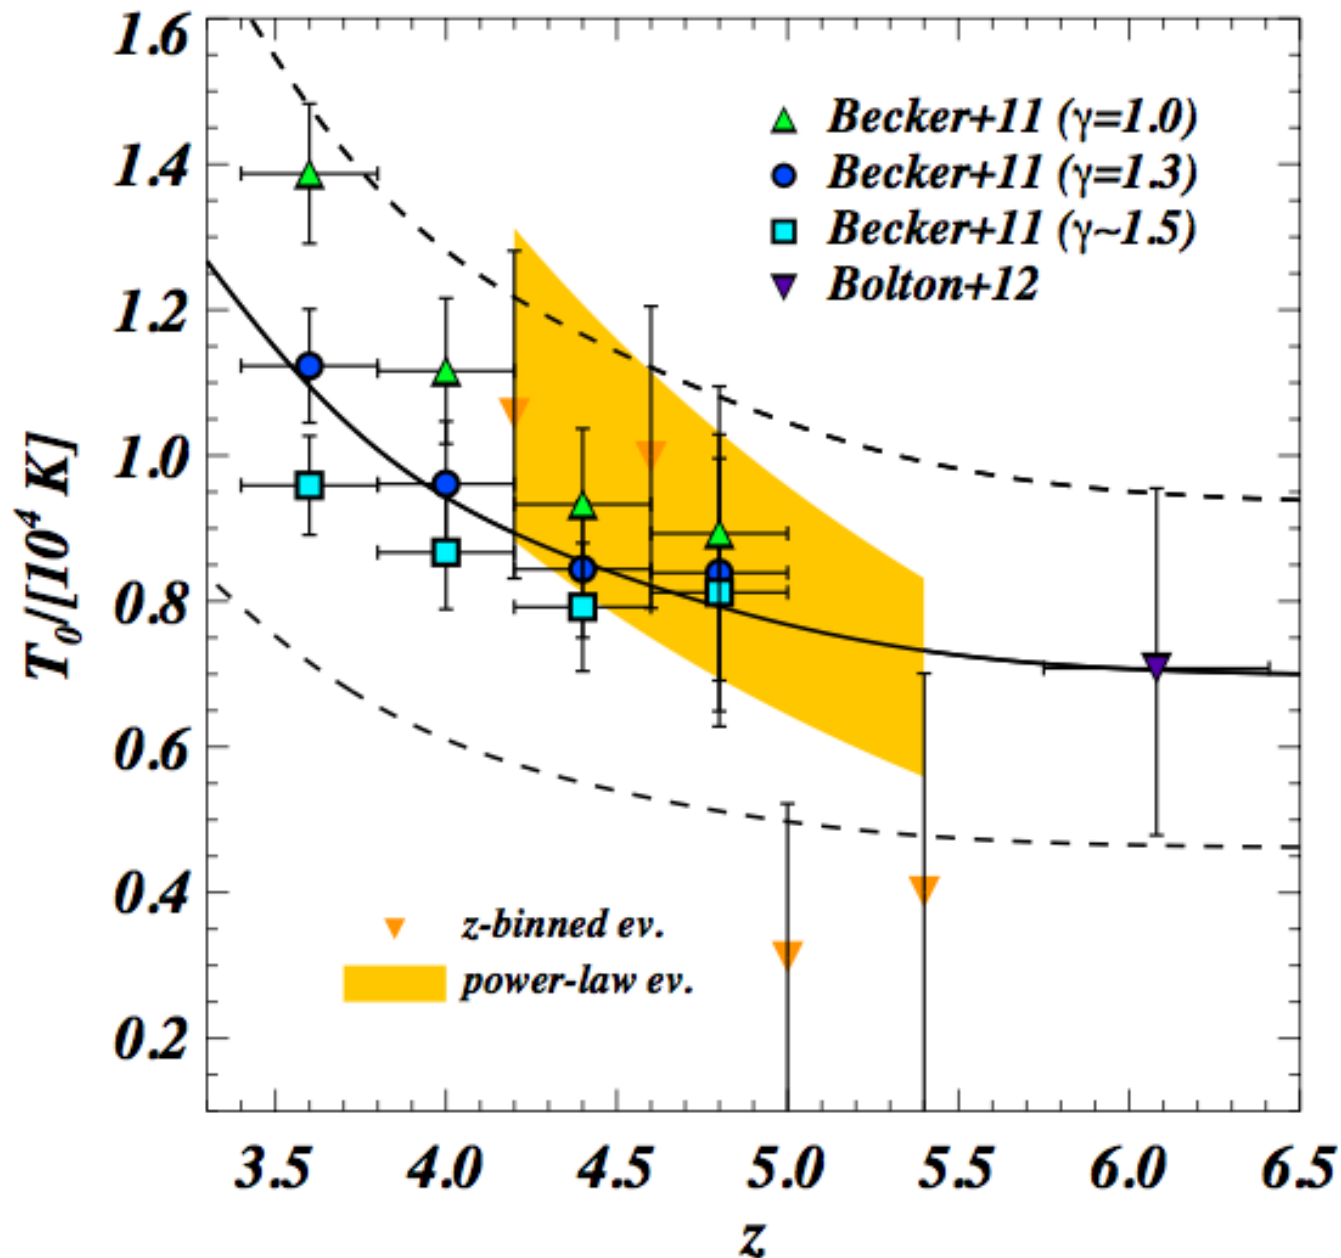 1.6
1.4
1.2
1.0
0.8
0.6
0.4
0.2
T₀/[10⁴ K]
Becker+11 (γ=1.0)
Becker+11 (γ=1.3)
Becker+11 (γ~1.5)
Bolton+12
z-binned ev.
power-law ev.
3.5 4.0 4.5 5.0 5.5 6.0 6.5
z